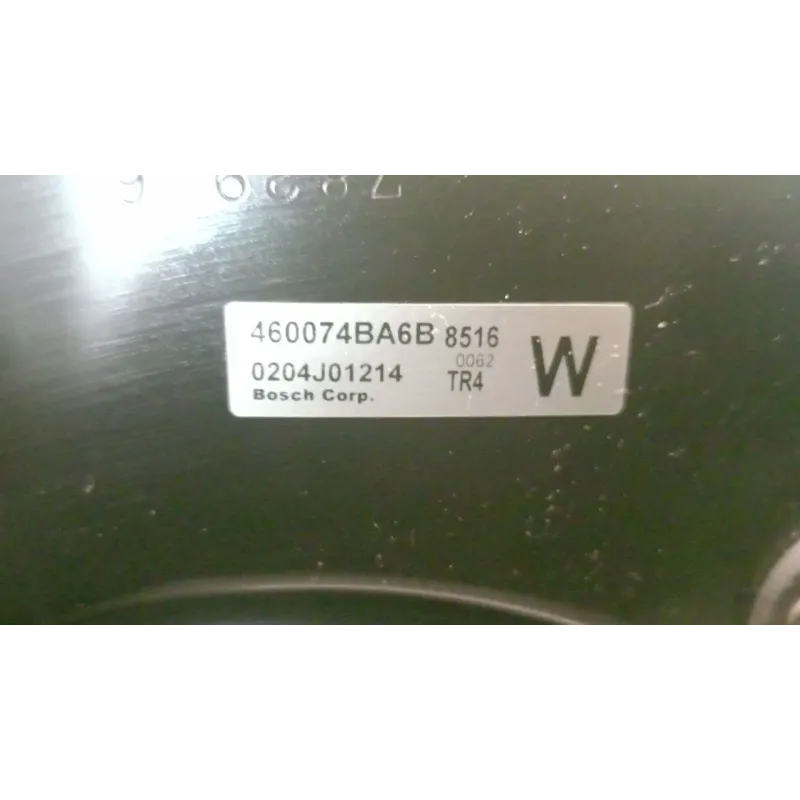 460074BA6B 8516
0062
0204J01214 TR4
W
Bosch Corp.